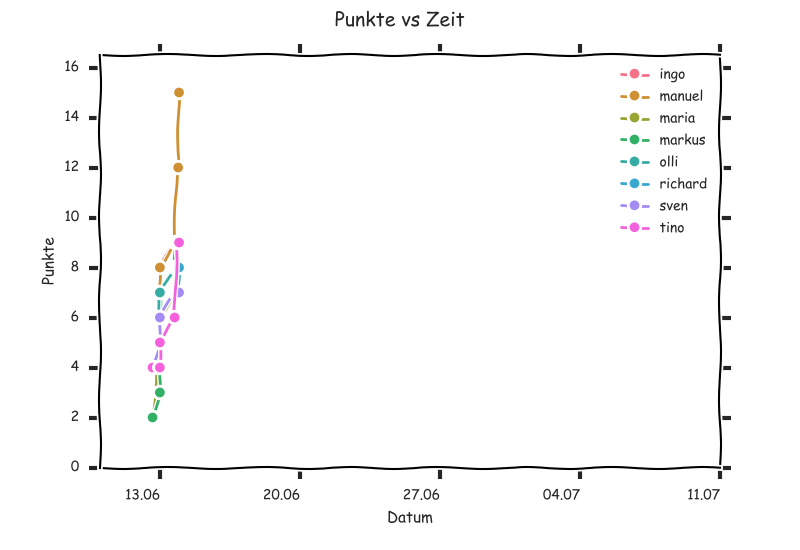 Punkte vs Zeit
16
14
12
10
8
6
4
2
0
Punkte
13.06
20.06
27.06
04.07
11.07
Datum
ingo
manuel
maria
markus
olli
richard
sven
tino